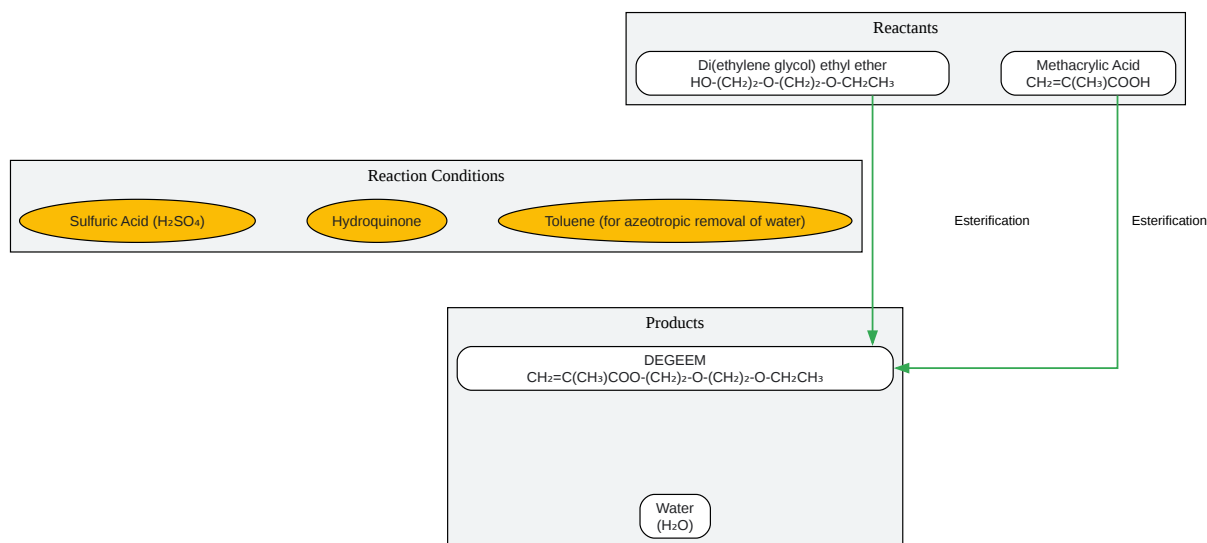 Reactants
Di(ethylene glycol) ethyl ether
HO-(CH₂)₂-O-(CH₂)₂-O-CH₂CH₃
Methacrylic Acid
CH₂=C(CH₃)COOH
Reaction Conditions
Sulfuric Acid (H₂SO₄)
Hydroquinone
Toluene (for azeotropic removal of water)
Esterification
Esterification
Products
DEGEEM
CH₂=C(CH₃)COO-(CH₂)₂-O-(CH₂)₂-O-CH₂CH₃
Water
(H₂O)